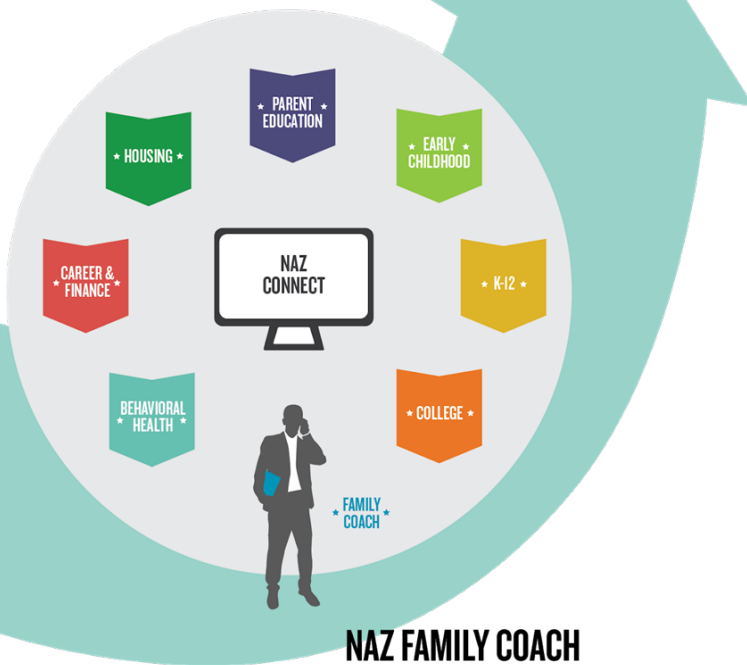 PARENT
EDUCATION
HOUSING
EARLY
CHILDHOOD
CAREER &
FINANCE
NAZ
CONNECT
K-12
BEHAVIORAL
HEALTH
COLLEGE
FAMILY
COACH
NAZ FAMILY COACH